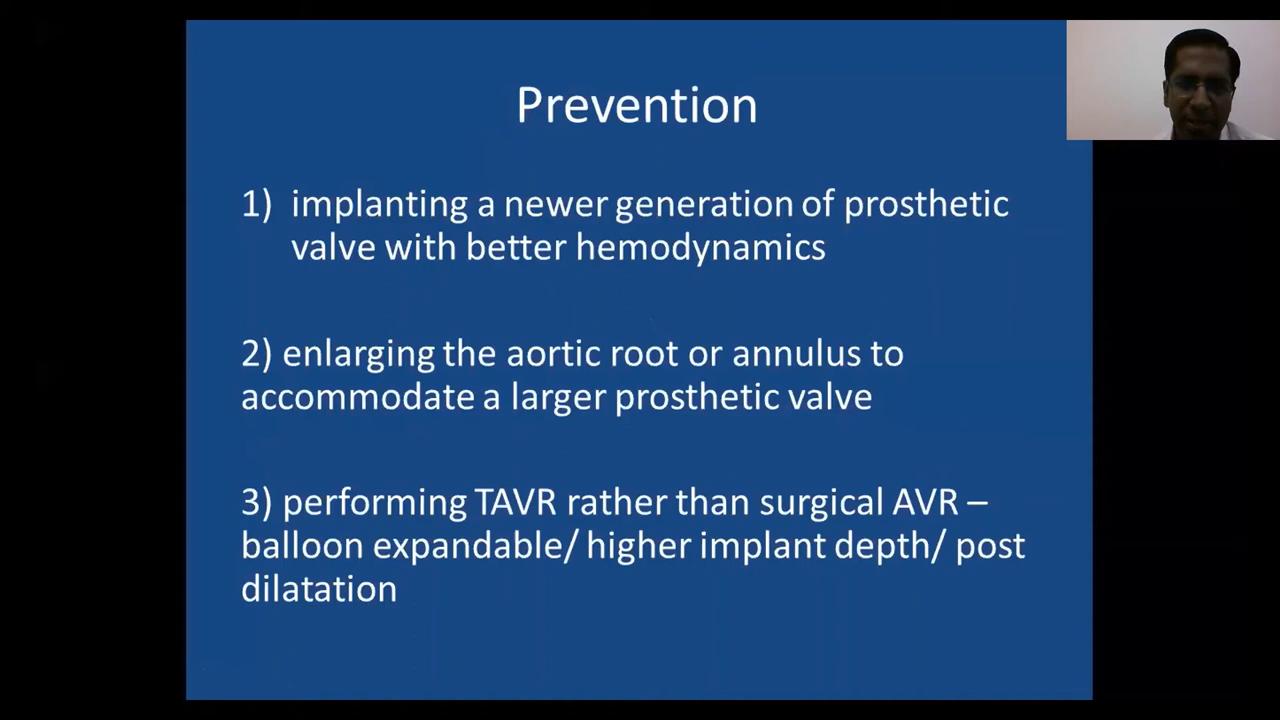 Prevention
1) implanting a newer generation of prosthetic
valve with better hemodynamics
2) enlarging the aortic root or annulus to
accommodate a larger prosthetic valve
3) performing TAVR rather than surgical AVR –
balloon expandable/ higher implant depth/ post
dilatation